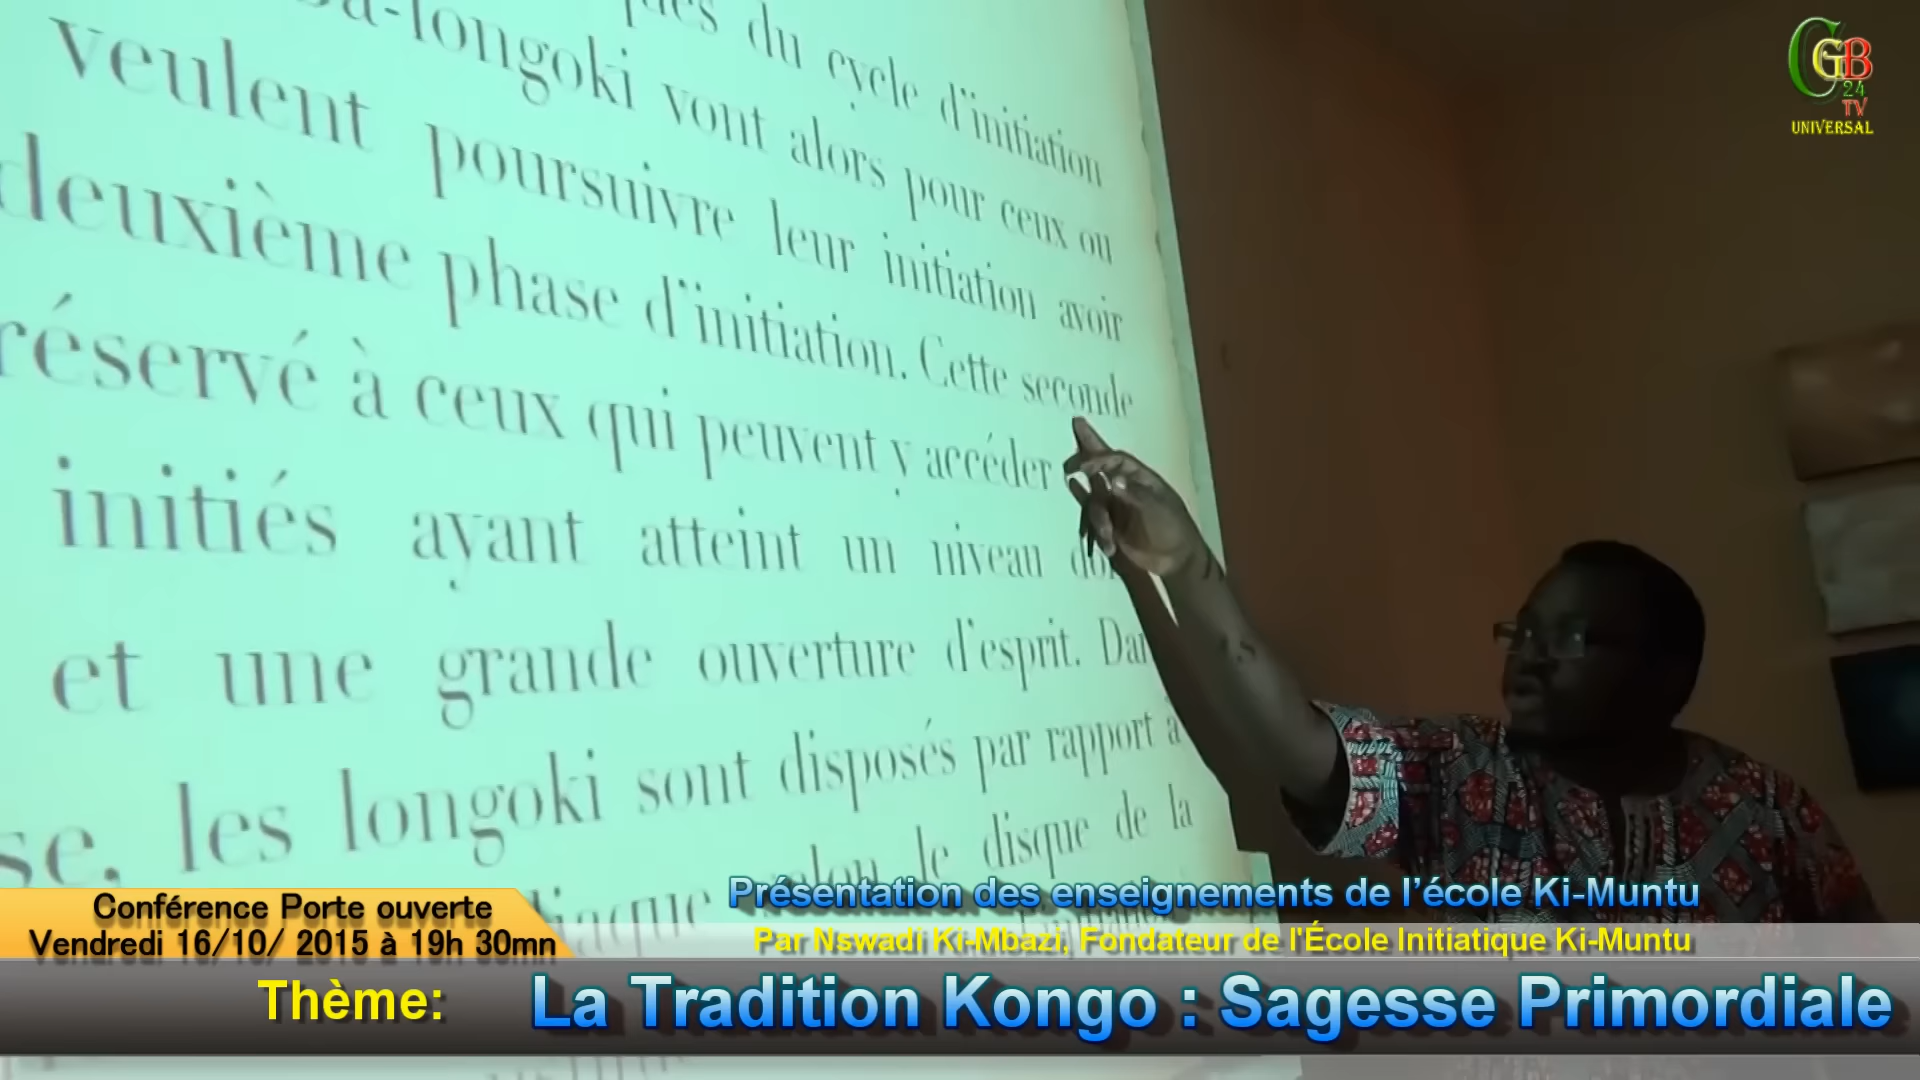 du cycle d'initiation
longoki vont alors pour ceux ou
veulent poursuivre leur initiation avoir
deuxième phase d'initiation. Cette seconde
réservé à ceux qui peuvent y accéder
initiés ayant atteint un niveau
et une grande ouverture d'esprit.
les longoki sont disposés par rapport à
le disque de la
CGB
24
TV
UNIVERSAL
Conférence Porte ouverte
Vendredi 16/10/ 2015 à 19h 30mn
Présentation des enseignements de l'école Ki-Muntu
Par Nswadi Ki-Mbazi, Fondateur de l'École Initiatique Ki-Muntu
Thème: La Tradition Kongo : Sagesse Primordiale